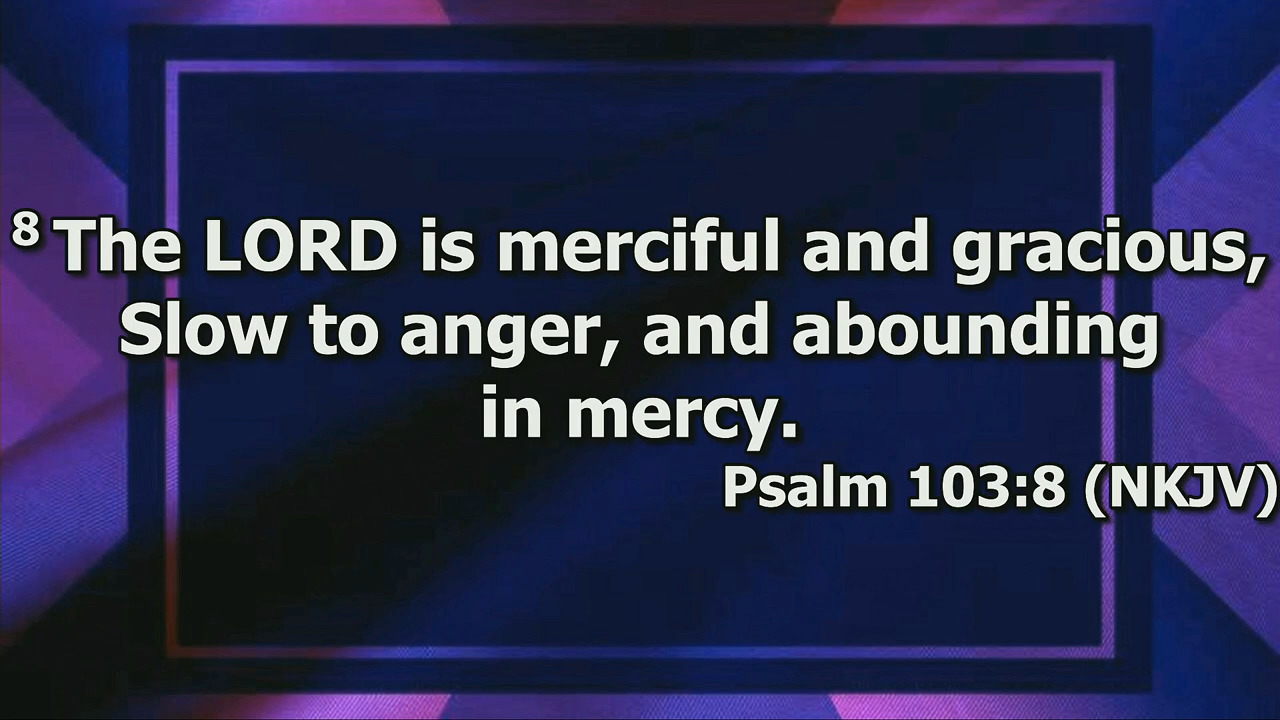 8 The LORD is merciful and gracious,
Slow to anger, and abounding
in mercy.
Psalm 103:8 (NKJV)